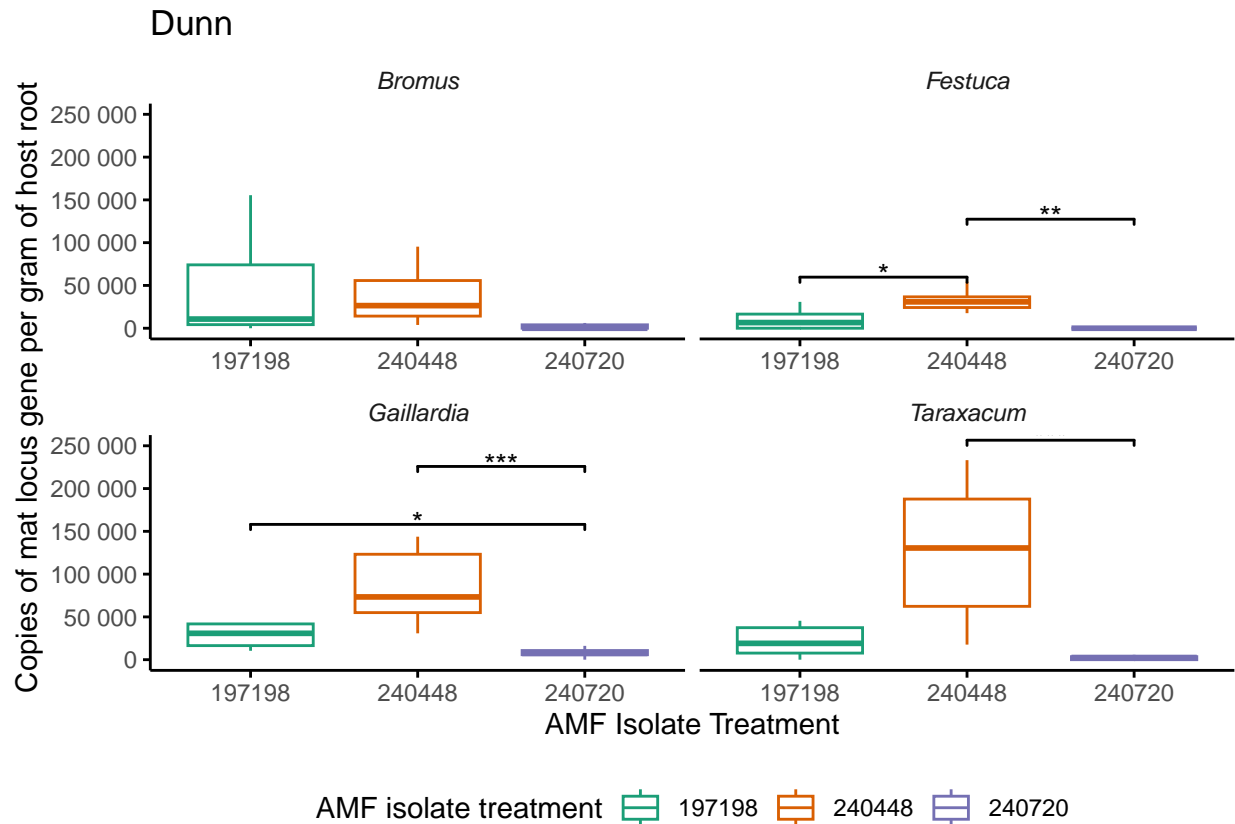 Dunn
Copies of mat locus gene per gram of host root
Bromus
250 000
200 000
150 000
100 000
50 000
0
197198 240448 240720
Festuca
*
**
197198 240448 240720
Gaillardia
250 000
200 000
150 000
100 000
50 000
0
***
*
197198 240448 240720
Taraxacum
197198 240448 240720
AMF Isolate Treatment
AMF isolate treatment 197198 240448 240720